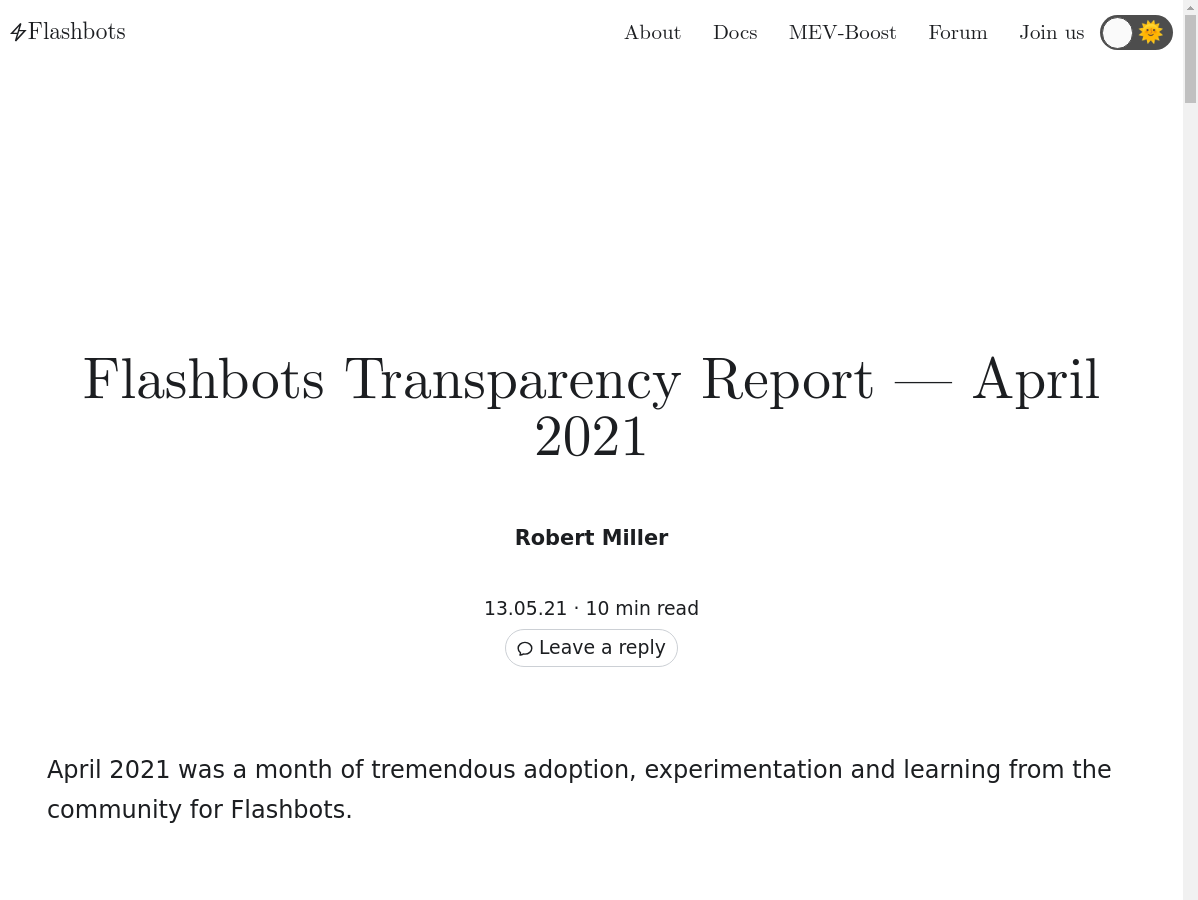 Flashbots
About Docs MEV-Boost Forum Join us
Flashbots Transparency Report — April
2021
Robert Miller
13.05.21 · 10 min read
Leave a reply
April 2021 was a month of tremendous adoption, experimentation and learning from the
community for Flashbots.